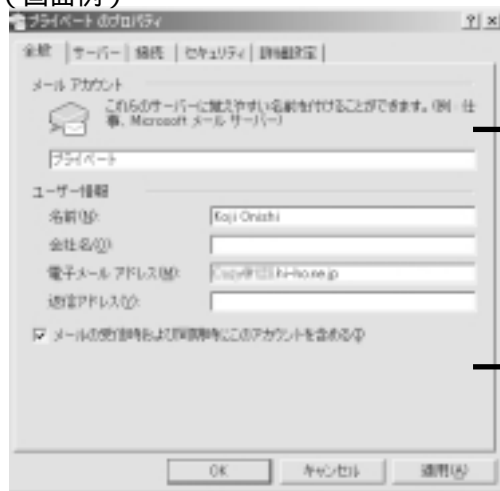 (画面例)
プライベート のプロパティ
? ×
全般 サーバー 接続 セキュリティ 詳細設定
メール アカウント
これらのサーバーに覚えやすい名前を付けることができます。(例 : 仕
事、Microsoft メール サーバー)
プライベート
ユーザー情報
名前(N):
Koji Onishi
会社名(O):
電子メール アドレス(M):
hi-ho.ne.jp
返信アドレス(Y):
メールの受信時および同期時にこのアカウントを含める(I)
OK キャンセル 適用(A)